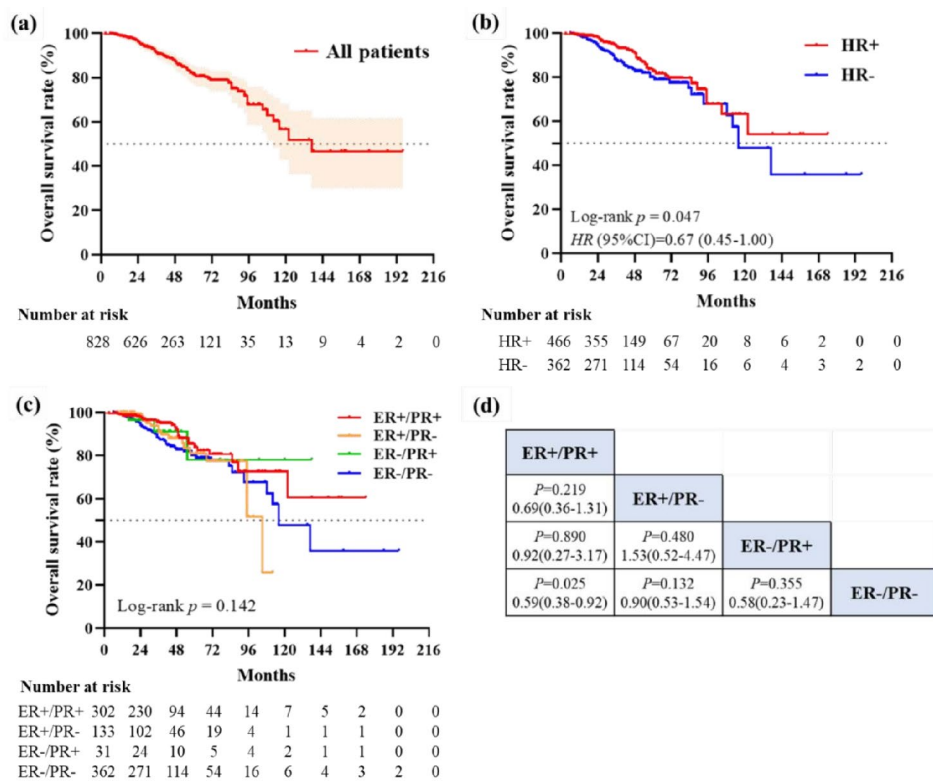 (a)
Overall survival rate (%)
100
80
60
40
20
0
All patients
0 24 48 72 96 120 144 168 192 216
Months
Number at risk
828 626 263 121 35 13 9 4 2 0
(b)
Overall survival rate (%)
100
80
60
40
20
0
HR+
HR-
Log-rank p = 0.047
HR (95%CI)=0.67 (0.45-1.00)
0 24 48 72 96 120 144 168 192 216
Months
Number at risk
HR+ 466 355 149 67 20 8 6 2 0 0
HR- 362 271 114 54 16 6 4 3 2 0
(c)
Overall survival rate (%)
100
80
60
40
20
0
ER+/PR+
ER+/PR-
ER-/PR+
ER-/PR-
Log-rank p = 0.142
0 24 48 72 96 120 144 168 192 216
Months
Number at risk
ER+/PR+ 302 230 94 44 14 7 5 2 0 0
ER+/PR- 133 102 46 19 4 1 1 1 0 0
ER-/PR+ 31 24 10 5 4 2 1 1 0 0
ER-/PR- 362 271 114 54 16 6 4 3 2 0
(d)
ER+/PR+
P=0.219
0.69(0.36-1.31)
ER+/PR-
P=0.890
0.92(0.27-3.17)
P=0.480
1.53(0.52-4.47)
ER-/PR+
P=0.025
0.59(0.38-0.92)
P=0.132
0.90(0.53-1.54)
P=0.355
0.58(0.23-1.47)
ER-/PR-